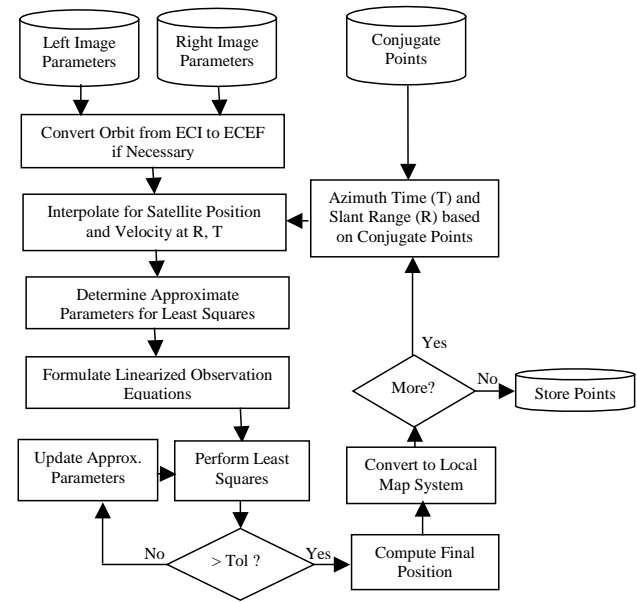 Left Image
Parameters
Right Image
Parameters
Conjugate
Points
Convert Orbit from ECI to ECEF
if Necessary
Interpolate for Satellite Position
and Velocity at R, T
Azimuth Time (T) and
Slant Range (R) based
on Conjugate Points
Determine Approximate
Parameters for Least Squares
Formulate Linearized Observation
Equations
Yes
More?
No
Store Points
Update Approx.
Parameters
Perform Least
Squares
Convert to Local
Map System
No
> Tol ?
Yes
Compute Final
Position